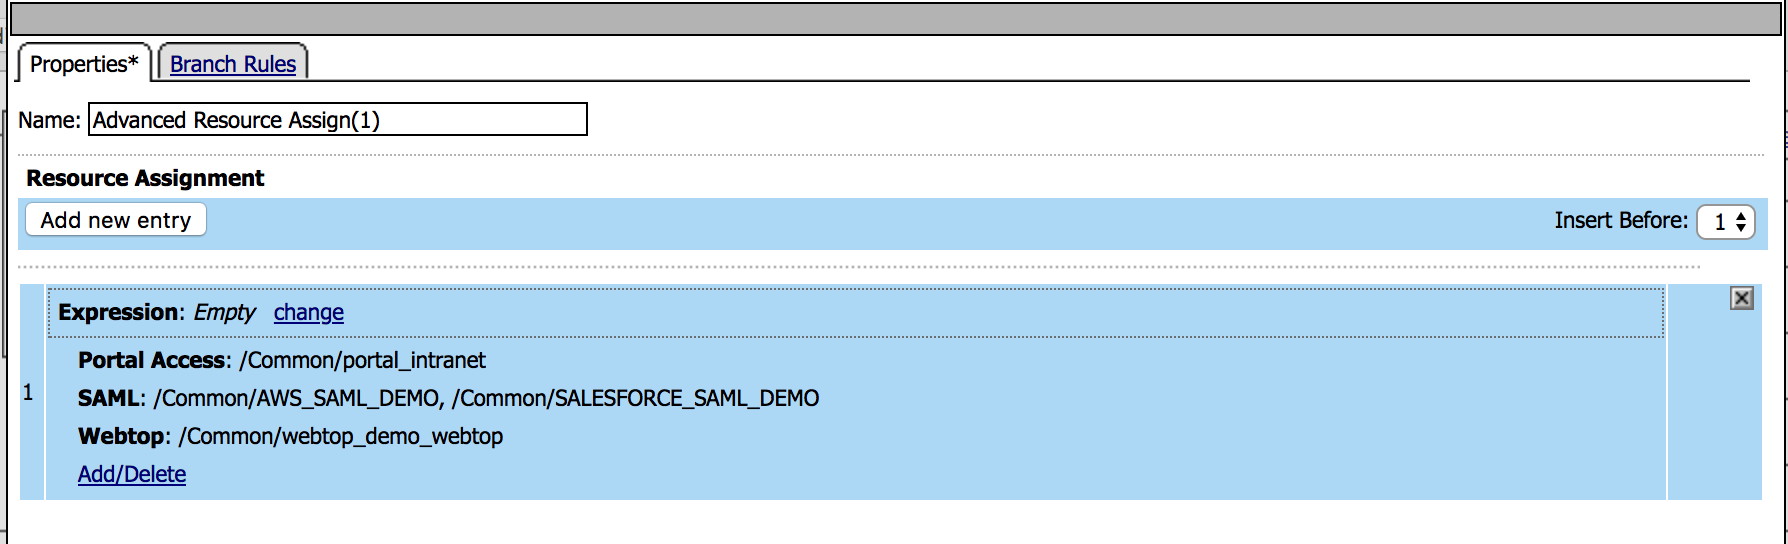 Properties* Branch Rules
Name: Advanced Resource Assign(1)
Resource Assignment
Add new entry Insert Before: 1
Expression: Empty change
Portal Access: /Common/portal_intranet
1
SAML: /Common/AWS_SAML_DEMO, /Common/SALESFORCE_SAML_DEMO
Webtop: /Common/webtop_demo_webtop
Add/Delete